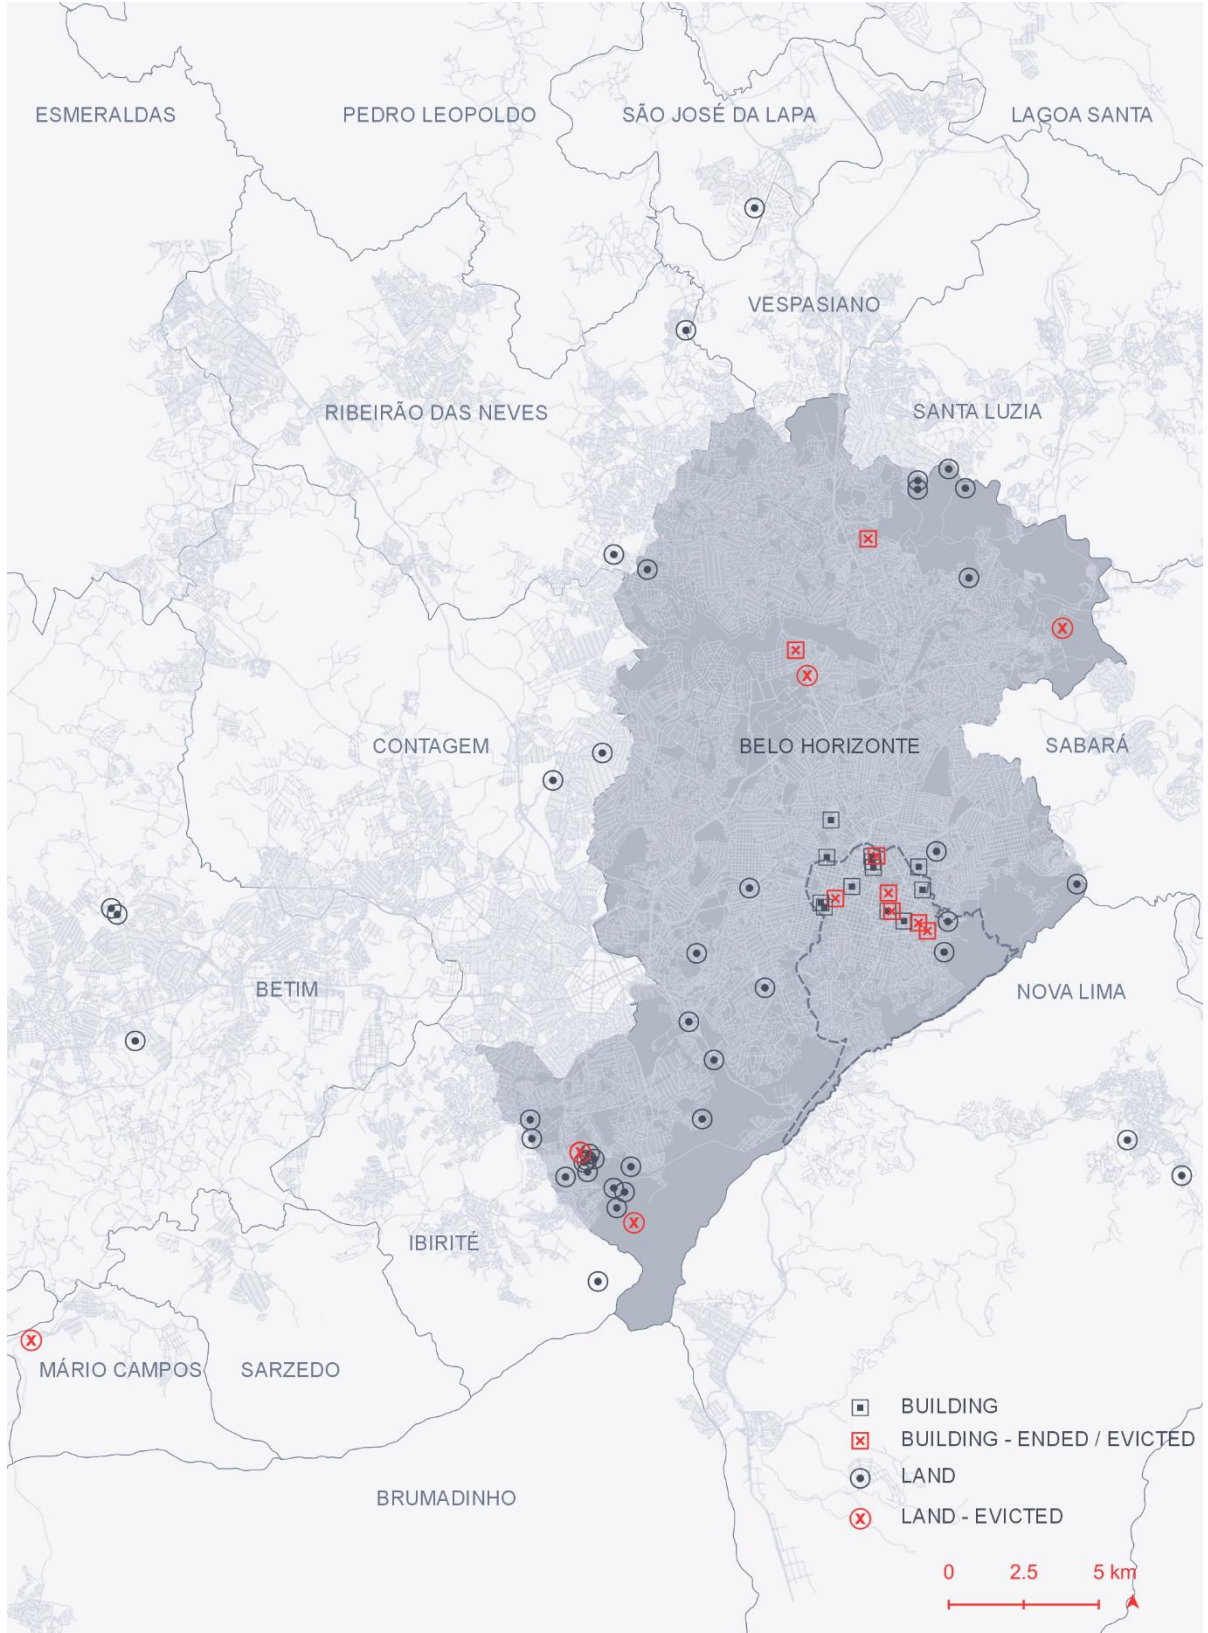 ESMERALDAS
PEDRO LEOPOLDO
SÃO JOSÉ DA LAPA
LAGOA SANTA
VESPASIANO
RIBEIRÃO DAS NEVES
SANTA LUZIA
CONTAGEM
BELO HORIZONTE
SABARÁ
BETIM
NOVA LIMA
IBIRITÉ
MÁRIO CAMPOS
SARZEDO
BRUMADINHO
BUILDING
BUILDING - ENDED / EVICTED
LAND
LAND - EVICTED
0 2.5 5 km